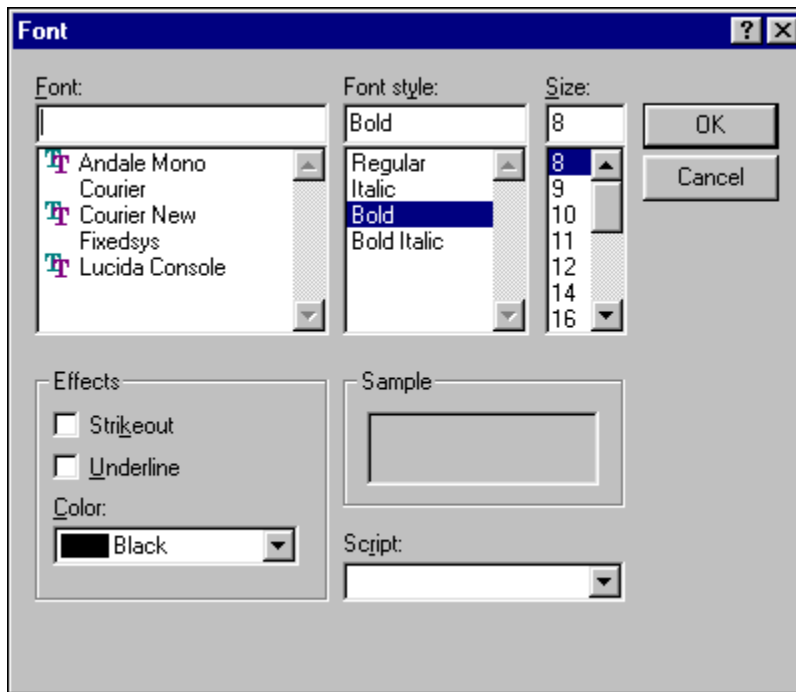 Font
Font:
Font style:
Size:
Bold
8
OK
Cancel
Andale Mono
Courier
Courier New
Fixedsys
Lucida Console
Regular
Italic
Bold
Bold Italic
8
9
10
11
12
14
16
Effects
Strikeout
Underline
Color:
Black
Sample
Script: